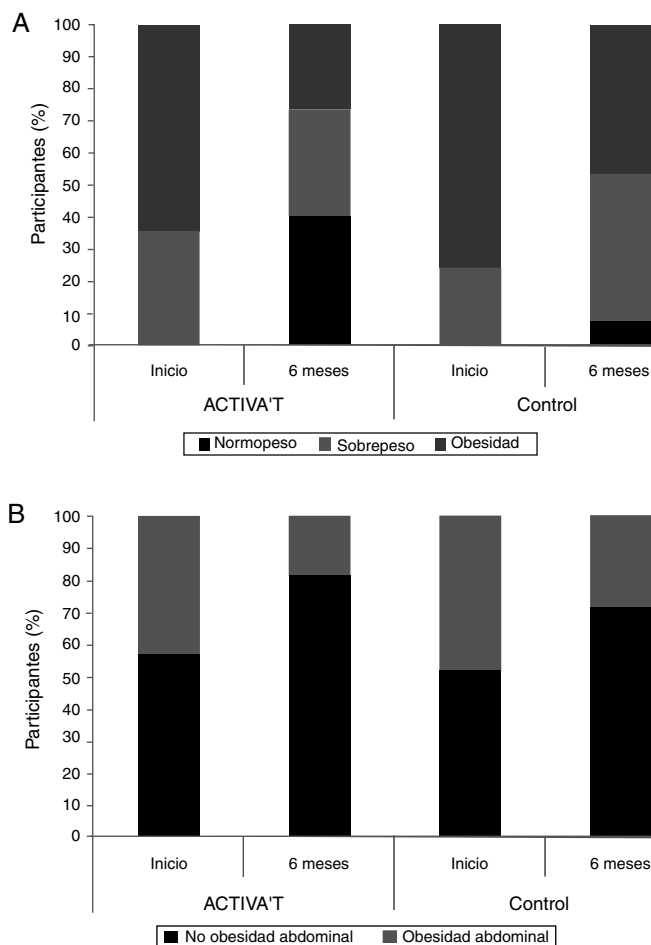 A
100
90
80
70
60
50
40
30
20
10
0
Participantes (%)
Inicio
6 meses
Inicio
6 meses
ACTIVA'T
Control
Normopeso
Sobrepeso
Obesidad
B
100
90
80
70
60
50
40
30
20
10
0
Participantes (%)
Inicio
6 meses
Inicio
6 meses
ACTIVA'T
Control
No obesidad abdominal
Obesidad abdominal